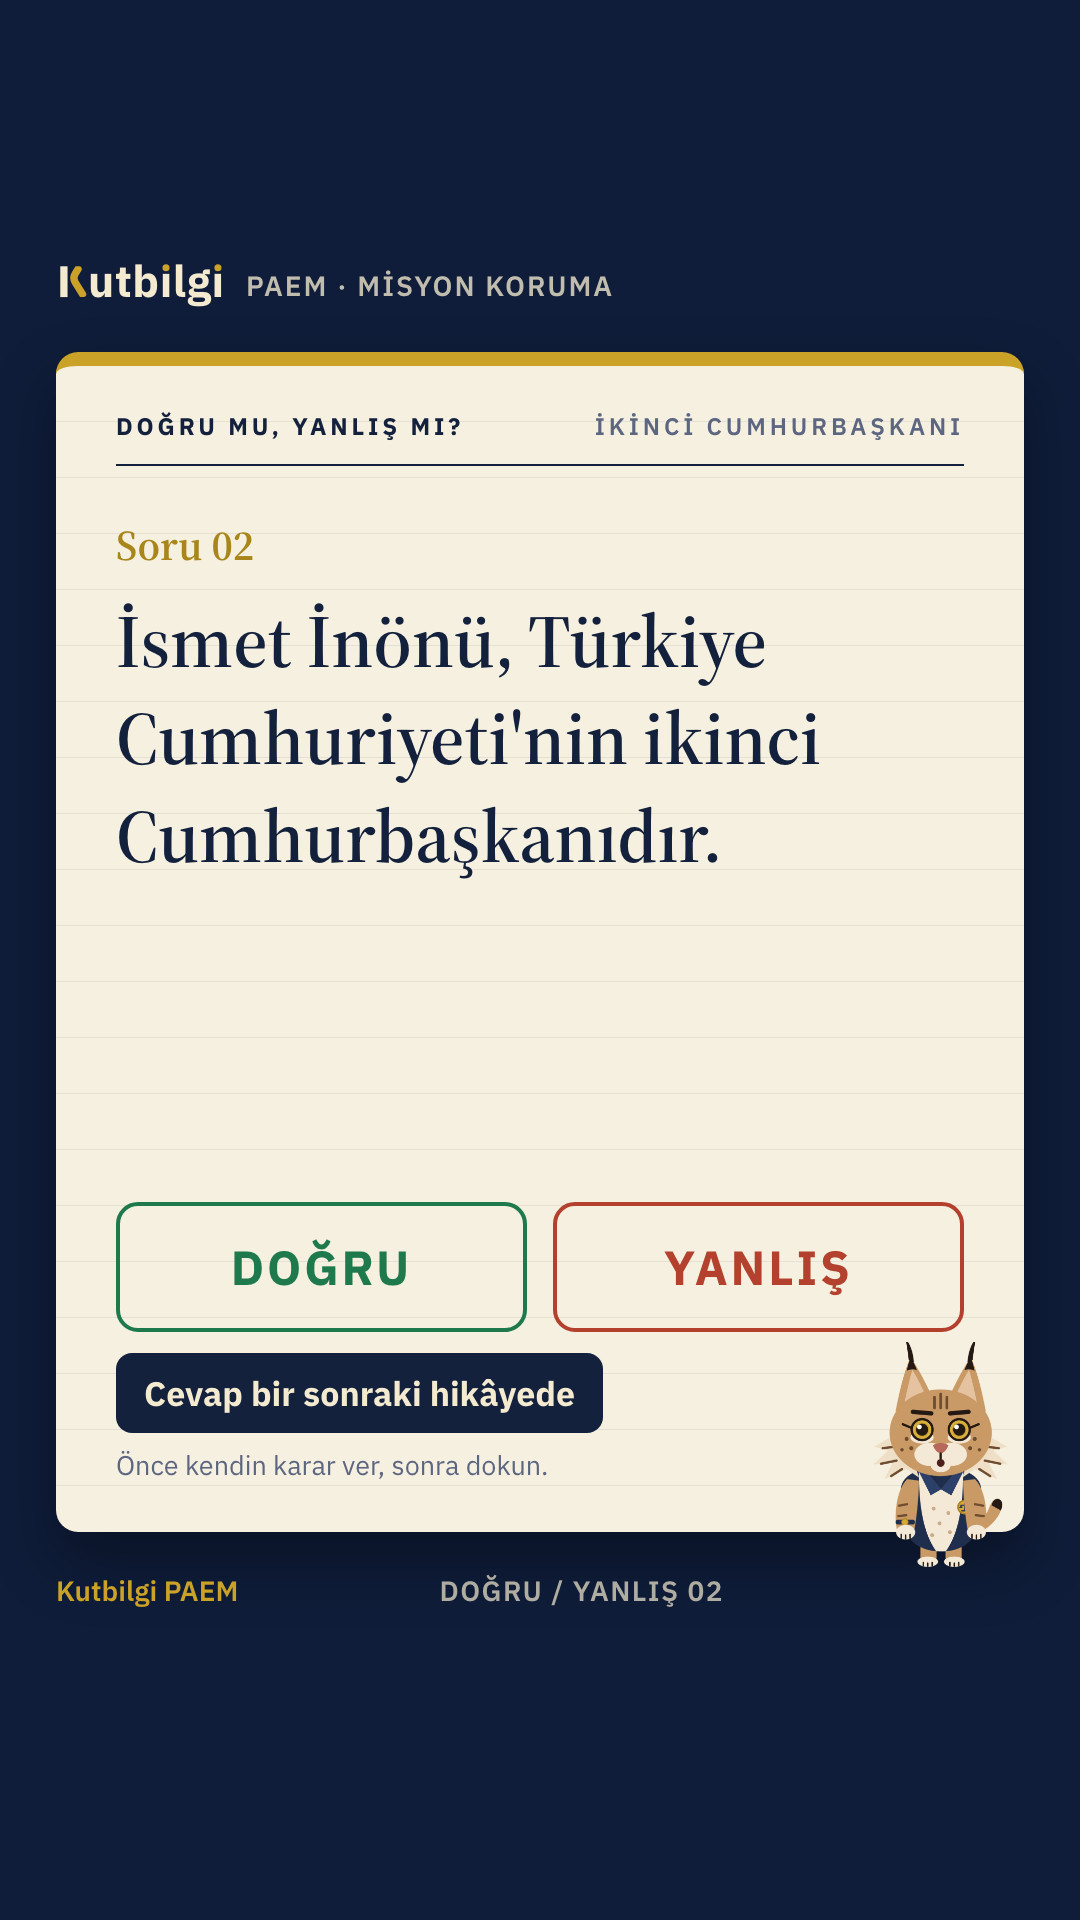 Kutbilgi PAEM · MİSYON KORUMA
DOĞRU MU, YANLIŞ MI? İKİNCİ CUMHURBAŞKANI
Soru 02
İsmet İnönü, Türkiye
Cumhuriyeti'nin ikinci
Cumhurbaşkanıdır.
DOĞRU YANLIŞ
Cevap bir sonraki hikâyede
Önce kendin karar ver, sonra dokun.
Kutbilgi PAEM DOĞRU / YANLIŞ 02